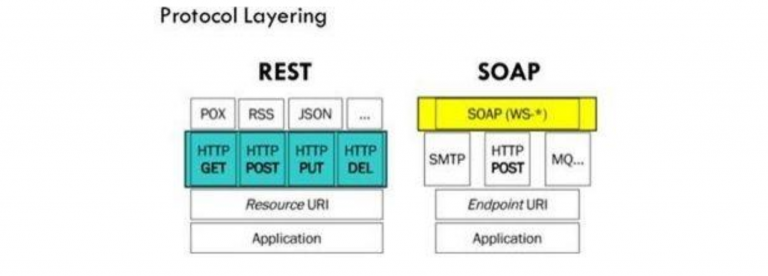 Protocol Layering
REST
POX RSS JSON ...
HTTP GET HTTP POST HTTP PUT HTTP DEL
Resource URI
Application
SOAP
SOAP (WS-*)
SMTP HTTP POST MQ...
Endpoint URI
Application